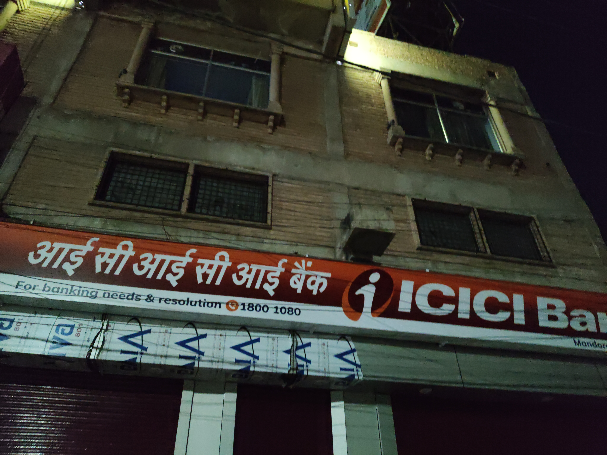 आई सी आई सी आई बैंक
For banking needs & resolution 1800 1080
i ICICI Ba